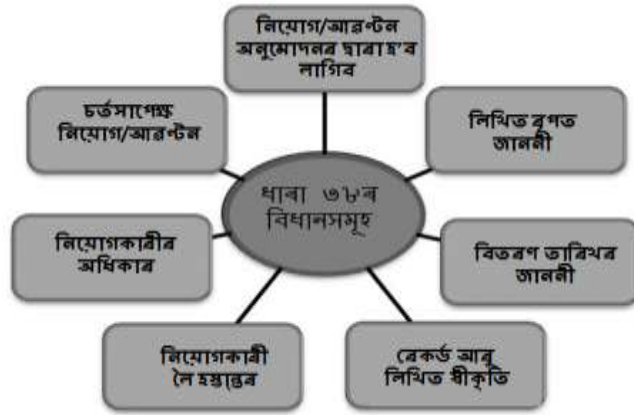 নিয়োগ/আৱণ্টন
অনুমোদনৰ দ্বাৰা হ'ব
লাগিব
চৰ্তসাপেক্ষ
নিয়োগ/আৱণ্টন
লিখিত ৰূপত
জাননী
ধাৰা ৩৮ৰ
বিধানসমূহ
নিয়োগকাৰীৰ
অধিকাৰ
বিতৰণ তাৰিখৰ
জাননী
নিয়োগকাৰী
লৈ হস্তান্তৰ
ৰেকৰ্ড আৰু
লিখিত স্বীকৃতি